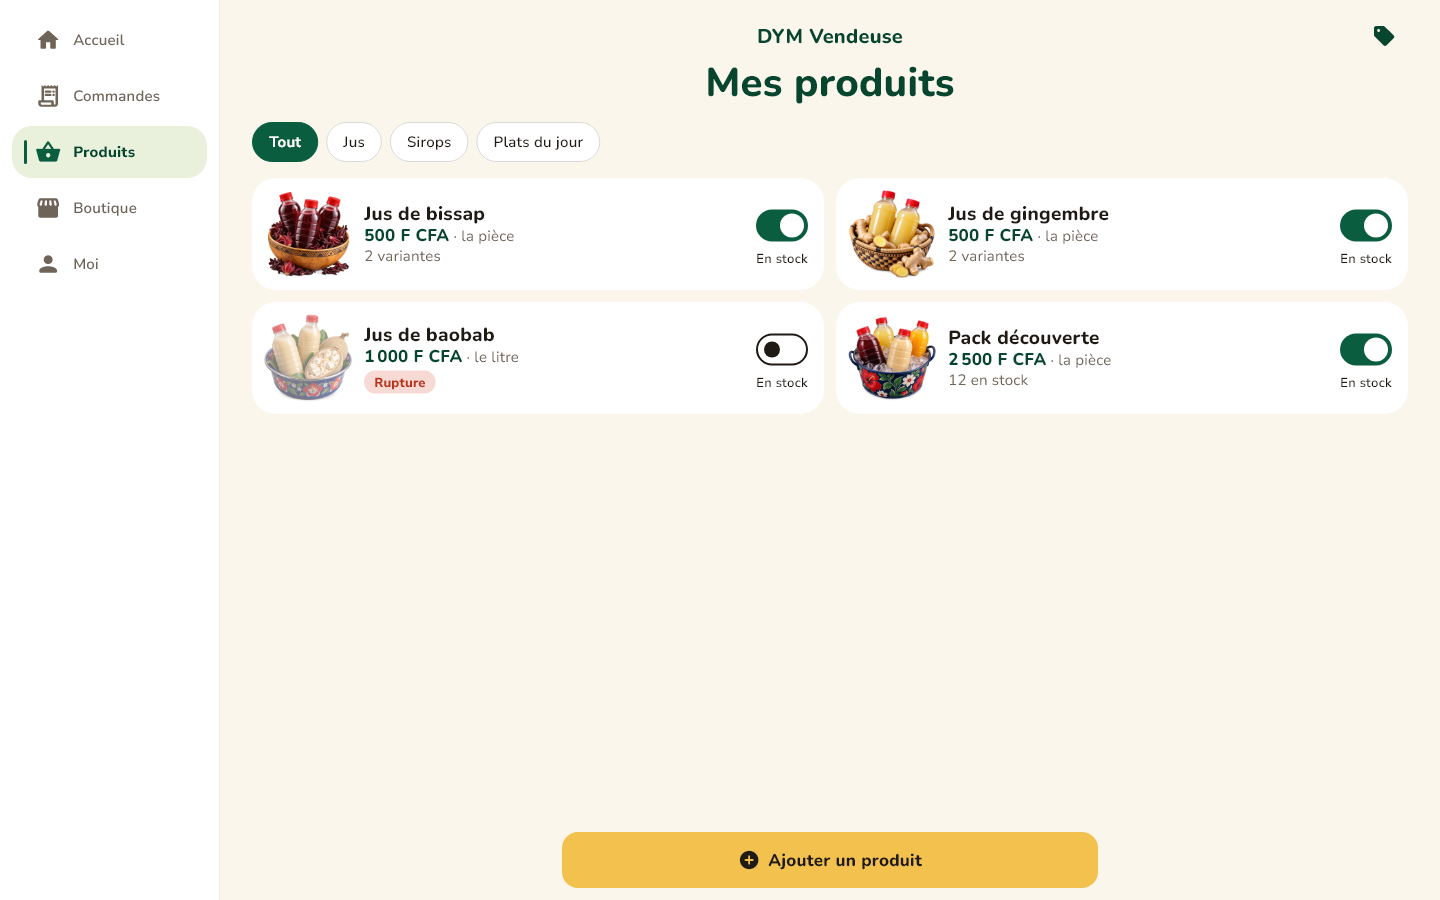 Accueil
Commandes
Produits
Boutique
Moi
DYM Vendeuse
Mes produits
Tout
Jus
Sirops
Plats du jour
Jus de bissap
500 F CFA · la pièce
2 variantes
En stock
Jus de gingembre
500 F CFA · la pièce
2 variantes
En stock
Jus de baobab
1 000 F CFA · le litre
Rupture
En stock
Pack découverte
2 500 F CFA · la pièce
12 en stock
En stock
Ajouter un produit